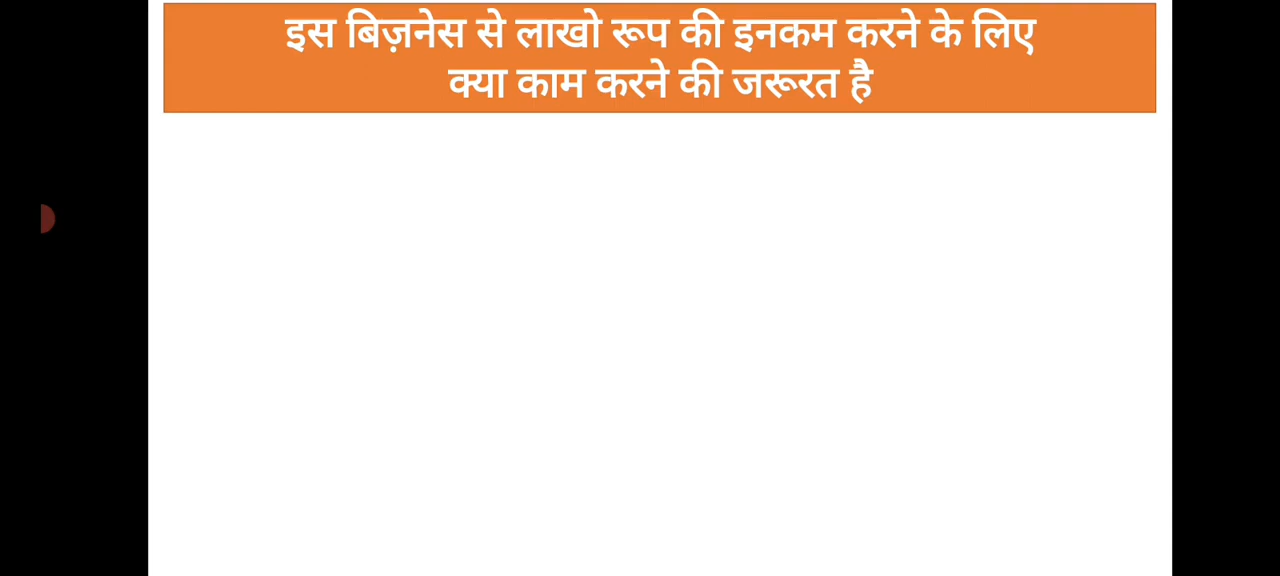 इस बिज़नेस से लाखो रूप की इनकम करने के लिए
क्या काम करने की जरूरत है